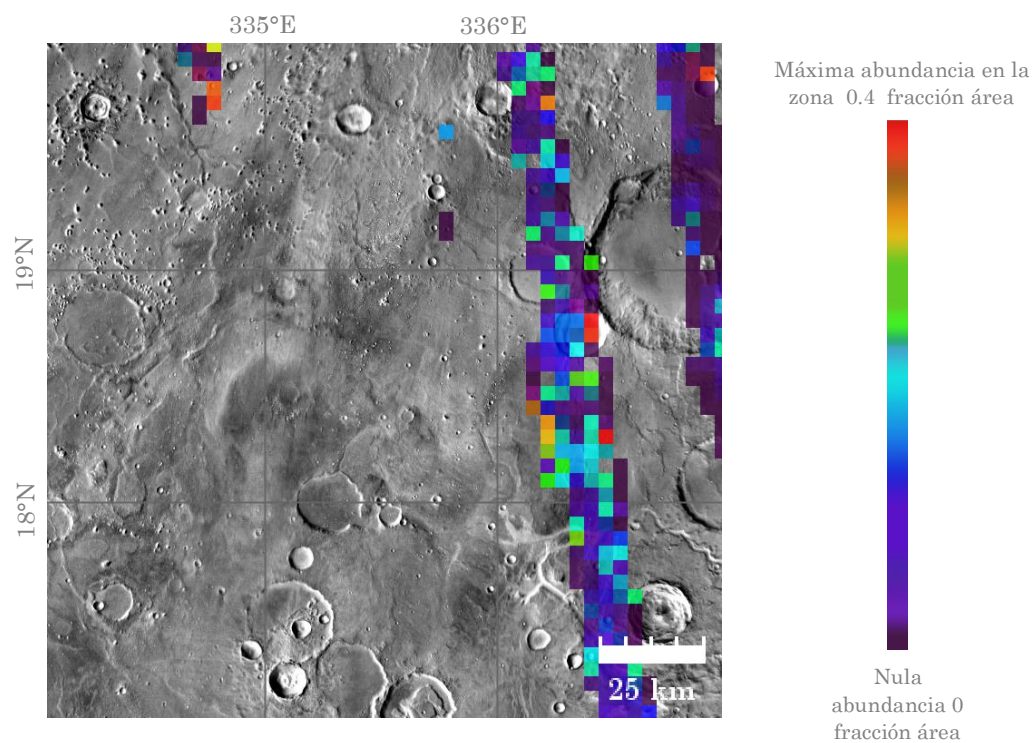 335°E
336°E
19°N
18°N
25 km
Máxima abundancia en la
zona 0.4 fracción área
Nula
abundancia 0
fracción área